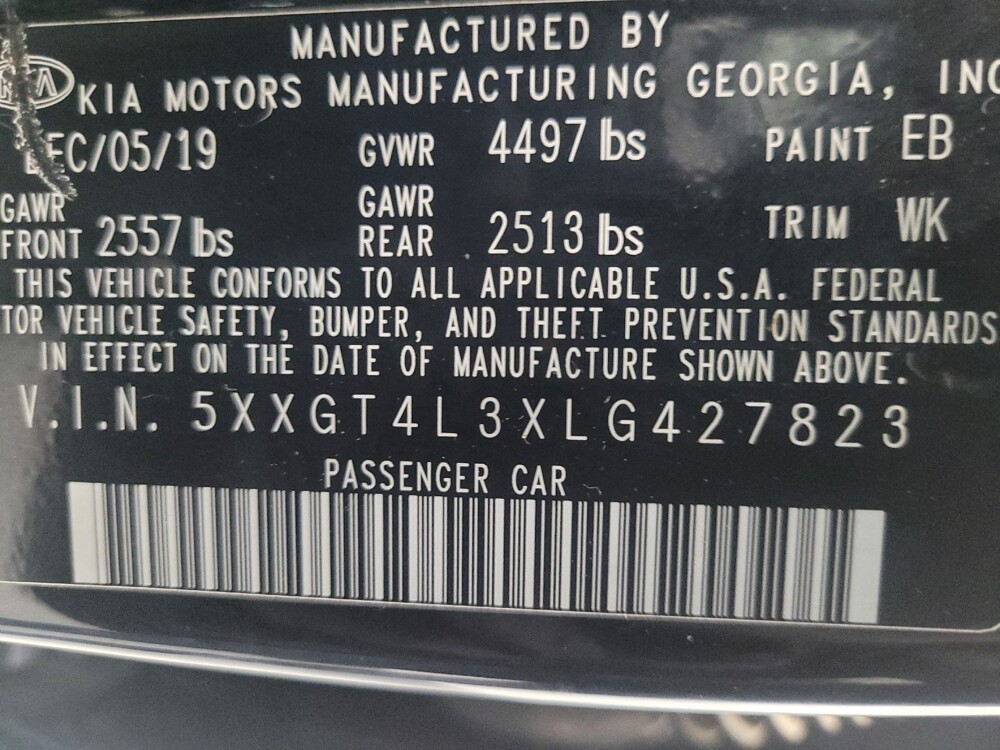 MANUFACTURED BY
KIA KIA MOTORS MANUFACTURING GEORGIA, INC
DEC/05/19 GVWR 4497 lbs PAINT EB
GAWR FRONT 2557 lbs GAWR REAR 2513 lbs TRIM WK
THIS VEHICLE CONFORMS TO ALL APPLICABLE U.S.A. FEDERAL
TOR VEHICLE SAFETY, BUMPER, AND THEFT PREVENTION STANDARDS
IN EFFECT ON THE DATE OF MANUFACTURE SHOWN ABOVE.
V.I.N. 5XXGT4L3XLG427823
PASSENGER CAR